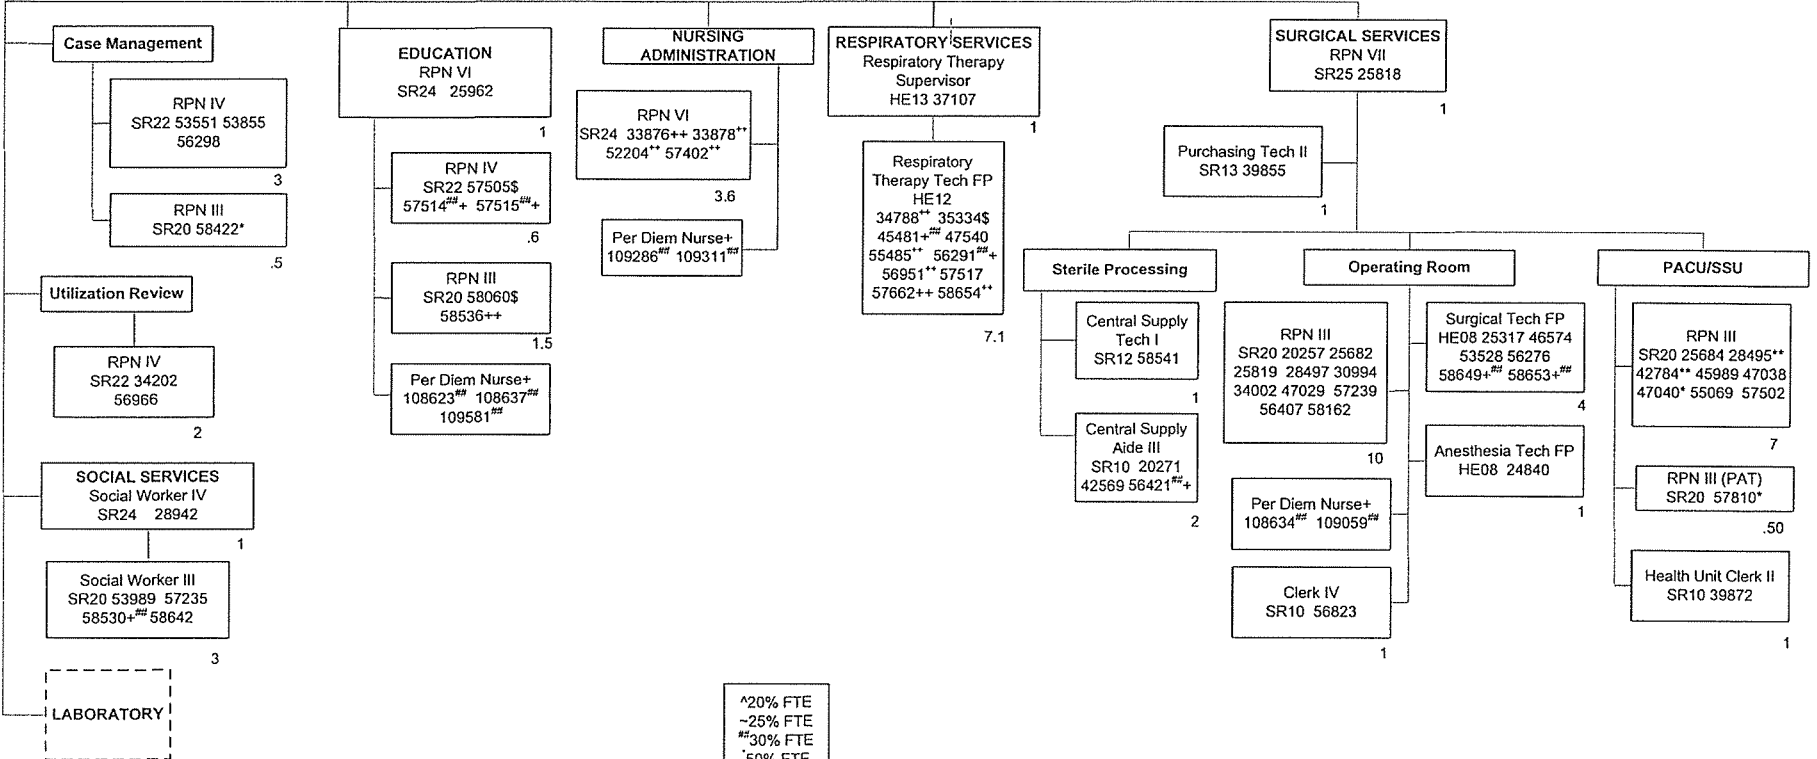 Case Management
RPN IV
SR22 53551 53855
56298
3
RPN III
SR20 58422*
.5
Utilization Review
RPN IV
SR22 34202
56966
2
SOCIAL SERVICES
Social Worker IV
SR24 28942
1
Social Worker III
SR20 53989 57235
58530+## 58642
3
LABORATORY
EDUCATION
RPN VI
SR24 25962
1
RPN IV
SR22 57505$
57514##+ 57515##+
.6
RPN III
SR20 58060$
58536++
1.5
Per Diem Nurse+
108623## 108637##
109581##
NURSING
ADMINISTRATION
RPN VI
SR24 33876++ 33878++
52204++ 57402++
3.6
Per Diem Nurse+
109286## 109311##
RESPIRATORY SERVICES
Respiratory Therapy
Supervisor
HE13 37107
1
Respiratory
Therapy Tech FP
HE12
34788++ 35334$
45481+## 47540
55485++ 56291##+
56951++ 57517
57662++ 58654++
7.1
SURGICAL SERVICES
RPN VII
SR25 25818
1
Purchasing Tech II
SR13 39855
1
Sterile Processing
Central Supply
Tech I
SR12 58541
1
Central Supply
Aide III
SR10 20271
42569 56421##+
2
Operating Room
RPN III
SR20 20257 25682
25819 28497 30994
34002 47029 57239
56407 58162
10
Per Diem Nurse+
108634## 109059##
Clerk IV
SR10 56823
1
Surgical Tech FP
HE08 25317 46574
53528 56276
58649+## 58653+##
4
Anesthesia Tech FP
HE08 24840
1
PACU/SSU
RPN III
SR20 25684 28495**
42784** 45989 47038
47040* 55069 57502
7
RPN III (PAT)
SR20 57810*
.50
Health Unit Clerk II
SR10 39872
1
^20% FTE
~25% FTE
##30% FTE
*50% FTE